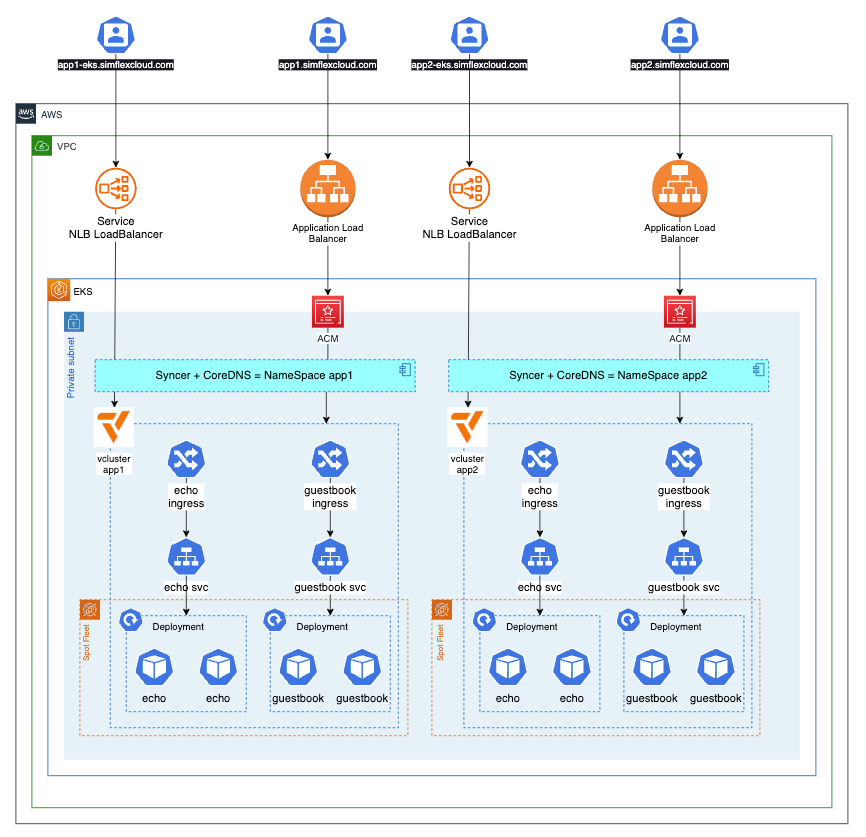 app1-eks.simflexcloud.com
app1.simflexcloud.com
app2-eks.simflexcloud.com
app2.simflexcloud.com
aws
AWS
VPC
Service
NLB LoadBalancer
Application Load
Balancer
Service
NLB LoadBalancer
Application Load
Balancer
EKS
Private subnet
ACM
ACM
Syncer + CoreDNS = NameSpace app1
Syncer + CoreDNS = NameSpace app2
vcluster
app1
vcluster
app2
echo
ingress
guestbook
ingress
echo
ingress
guestbook
ingress
echo svc
guestbook svc
echo svc
guestbook svc
Spot Fleet
Deployment
Deployment
Spot Fleet
Deployment
Deployment
echo
echo
guestbook
guestbook
echo
echo
guestbook
guestbook